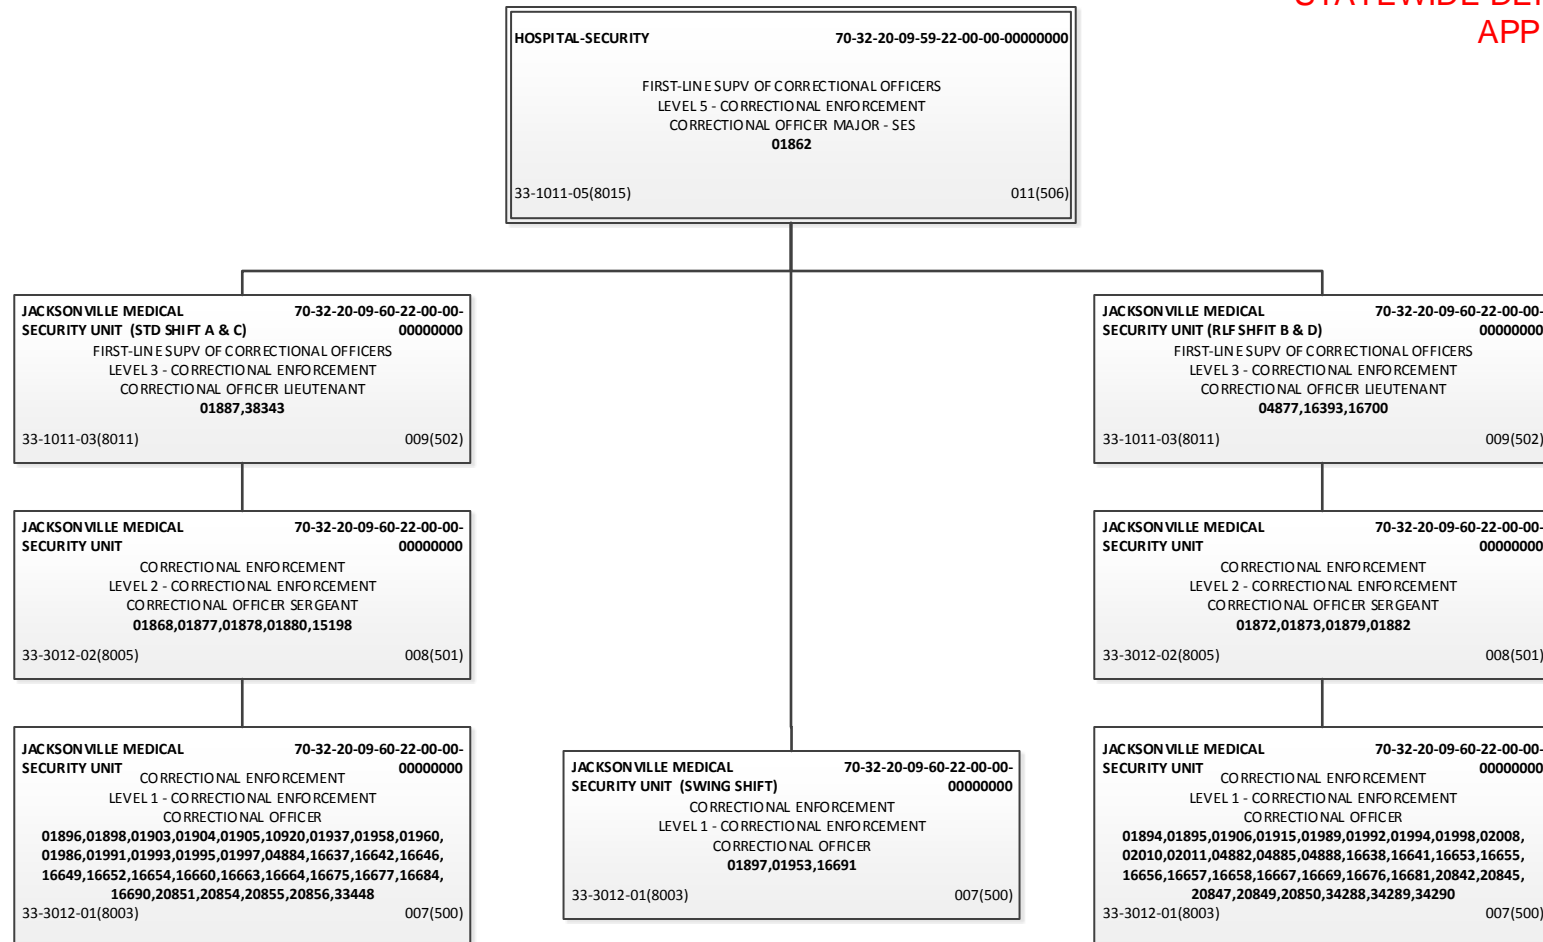 STATEWIDE
APP
HOSPITAL-SECURITY 70-32-20-09-59-22-00-00-00000000
FIRST-LINE SUPV OF CORRECTIONAL OFFICERS
LEVEL 5 - CORRECTIONAL ENFORCEMENT
CORRECTIONAL OFFICER MAJOR - SES
01862
33-1011-05(8015) 011(506)
JACKSONVILLE MEDICAL 70-32-20-09-60-22-00-00-
SECURITY UNIT (STD SHIFT A & C) 00000000
FIRST-LINE SUPV OF CORRECTIONAL OFFICERS
LEVEL 3 - CORRECTIONAL ENFORCEMENT
CORRECTIONAL OFFICER LIEUTENANT
01887,38343
33-1011-03(8011) 009(502)
JACKSONVILLE MEDICAL 70-32-20-09-60-22-00-00-
SECURITY UNIT (RLF SHFIT B & D) 00000000
FIRST-LINE SUPV OF CORRECTIONAL OFFICERS
LEVEL 3 - CORRECTIONAL ENFORCEMENT
CORRECTIONAL OFFICER LIEUTENANT
04877,16393,16700
33-1011-03(8011) 009(502)
JACKSONVILLE MEDICAL 70-32-20-09-60-22-00-00-
SECURITY UNIT 00000000
CORRECTIONAL ENFORCEMENT
LEVEL 2 - CORRECTIONAL ENFORCEMENT
CORRECTIONAL OFFICER SERGEANT
01868,01877,01878,01880,15198
33-3012-02(8005) 008(501)
JACKSONVILLE MEDICAL 70-32-20-09-60-22-00-00-
SECURITY UNIT 00000000
CORRECTIONAL ENFORCEMENT
LEVEL 2 - CORRECTIONAL ENFORCEMENT
CORRECTIONAL OFFICER SERGEANT
01872,01873,01879,01882
33-3012-02(8005) 008(501)
JACKSONVILLE MEDICAL 70-32-20-09-60-22-00-00-
SECURITY UNIT 00000000
CORRECTIONAL ENFORCEMENT
LEVEL 1 - CORRECTIONAL ENFORCEMENT
CORRECTIONAL OFFICER
01896,01898,01903,01904,01905,10920,01937,01958,01960,
01986,01991,01993,01995,01997,04884,16637,16642,16646,
16649,16652,16654,16660,16663,16664,16675,16677,16684,
16690,20851,20854,20855,20856,33448
33-3012-01(8003) 007(500)
JACKSONVILLE MEDICAL 70-32-20-09-60-22-00-00-
SECURITY UNIT (SWING SHIFT) 00000000
CORRECTIONAL ENFORCEMENT
LEVEL 1 - CORRECTIONAL ENFORCEMENT
CORRECTIONAL OFFICER
01897,01953,16691
33-3012-01(8003) 007(500)
JACKSONVILLE MEDICAL 70-32-20-09-60-22-00-00-
SECURITY UNIT 00000000
CORRECTIONAL ENFORCEMENT
LEVEL 1 - CORRECTIONAL ENFORCEMENT
CORRECTIONAL OFFICER
01894,01895,01906,01915,01989,01992,01994,01998,02008,
02010,02011,04882,04885,04888,16638,16641,16653,16655,
16656,16657,16658,16667,16669,16676,16681,20842,20845,
20847,20849,20850,34288,34289,34290
33-3012-01(8003) 007(500)